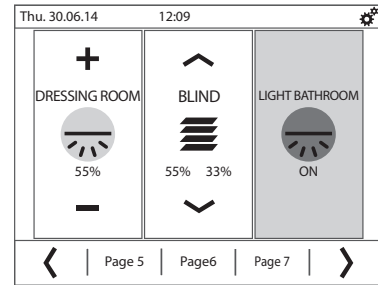 Thu. 30.06.14 12:09
DRESSING ROOM
55%
BLIND
55% 33%
LIGHT BATHROOM
ON
Page 5
Page6
Page 7